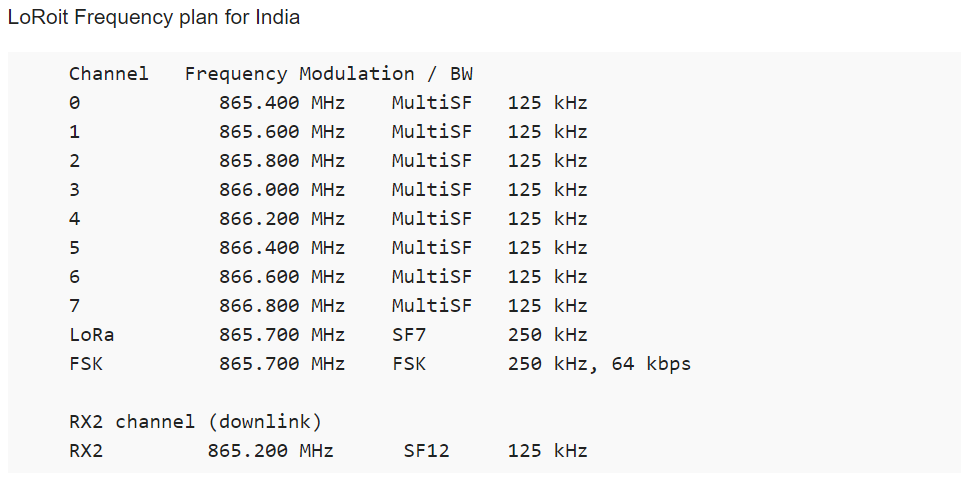 LoRoit Frequency plan for India
Channel Frequency Modulation / BW
0 865.400 MHz MultiSF 125 kHz
1 865.600 MHz MultiSF 125 kHz
2 865.800 MHz MultiSF 125 kHz
3 866.000 MHz MultiSF 125 kHz
4 866.200 MHz MultiSF 125 kHz
5 866.400 MHz MultiSF 125 kHz
6 866.600 MHz MultiSF 125 kHz
7 866.800 MHz MultiSF 125 kHz
LoRa 865.700 MHz SF7 250 kHz
FSK 865.700 MHz FSK 250 kHz, 64 kbps
RX2 channel (downlink)
RX2 865.200 MHz SF12 125 kHz